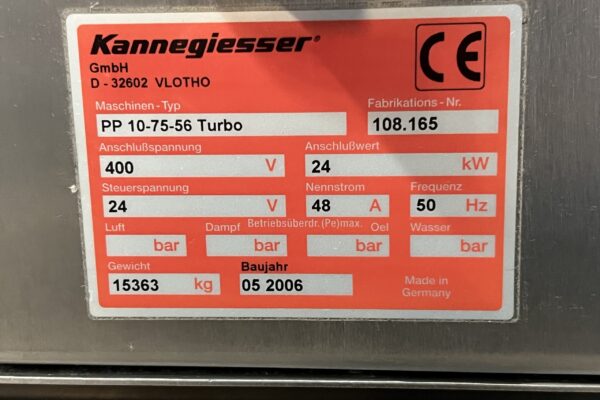 Kannegiesser®
GmbH
D - 32602 VLOTHO
CE
Maschinen - Typ
Fabrikations - Nr.
PP 10-75-56 Turbo
108.165
Anschlußspannung
Anschlußwert
400 V
24 kW
Steuerspannung
Nennstrom
Frequenz
24 V
48 A
50 Hz
Betriebsüberdr.(Pe)max.
Luft
Dampf
Oel
Wasser
bar
bar
bar
bar
Gewicht
Baujahr
15363 kg
05 2006
Made in
Germany